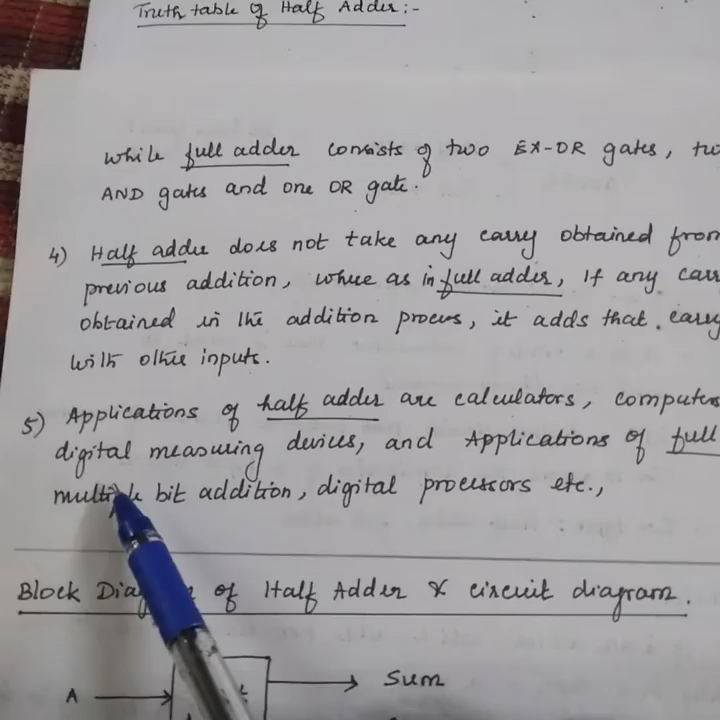 Truth table of Half Adder:-
While full adder consists of two EX-OR gates, two
AND gates and one OR gate.
4) Half adder does not take any carry obtained from
previous addition, where as in full adder, If any carr
obtained in the addition process, it adds that carry
with other inputs.
5) Applications of half adder are calculators, computers
digital measuring devices, and Applications of full
multiple bit addition, digital processors etc.,
Block Diagram of Half Adder & circuit diagram.
A
Sum